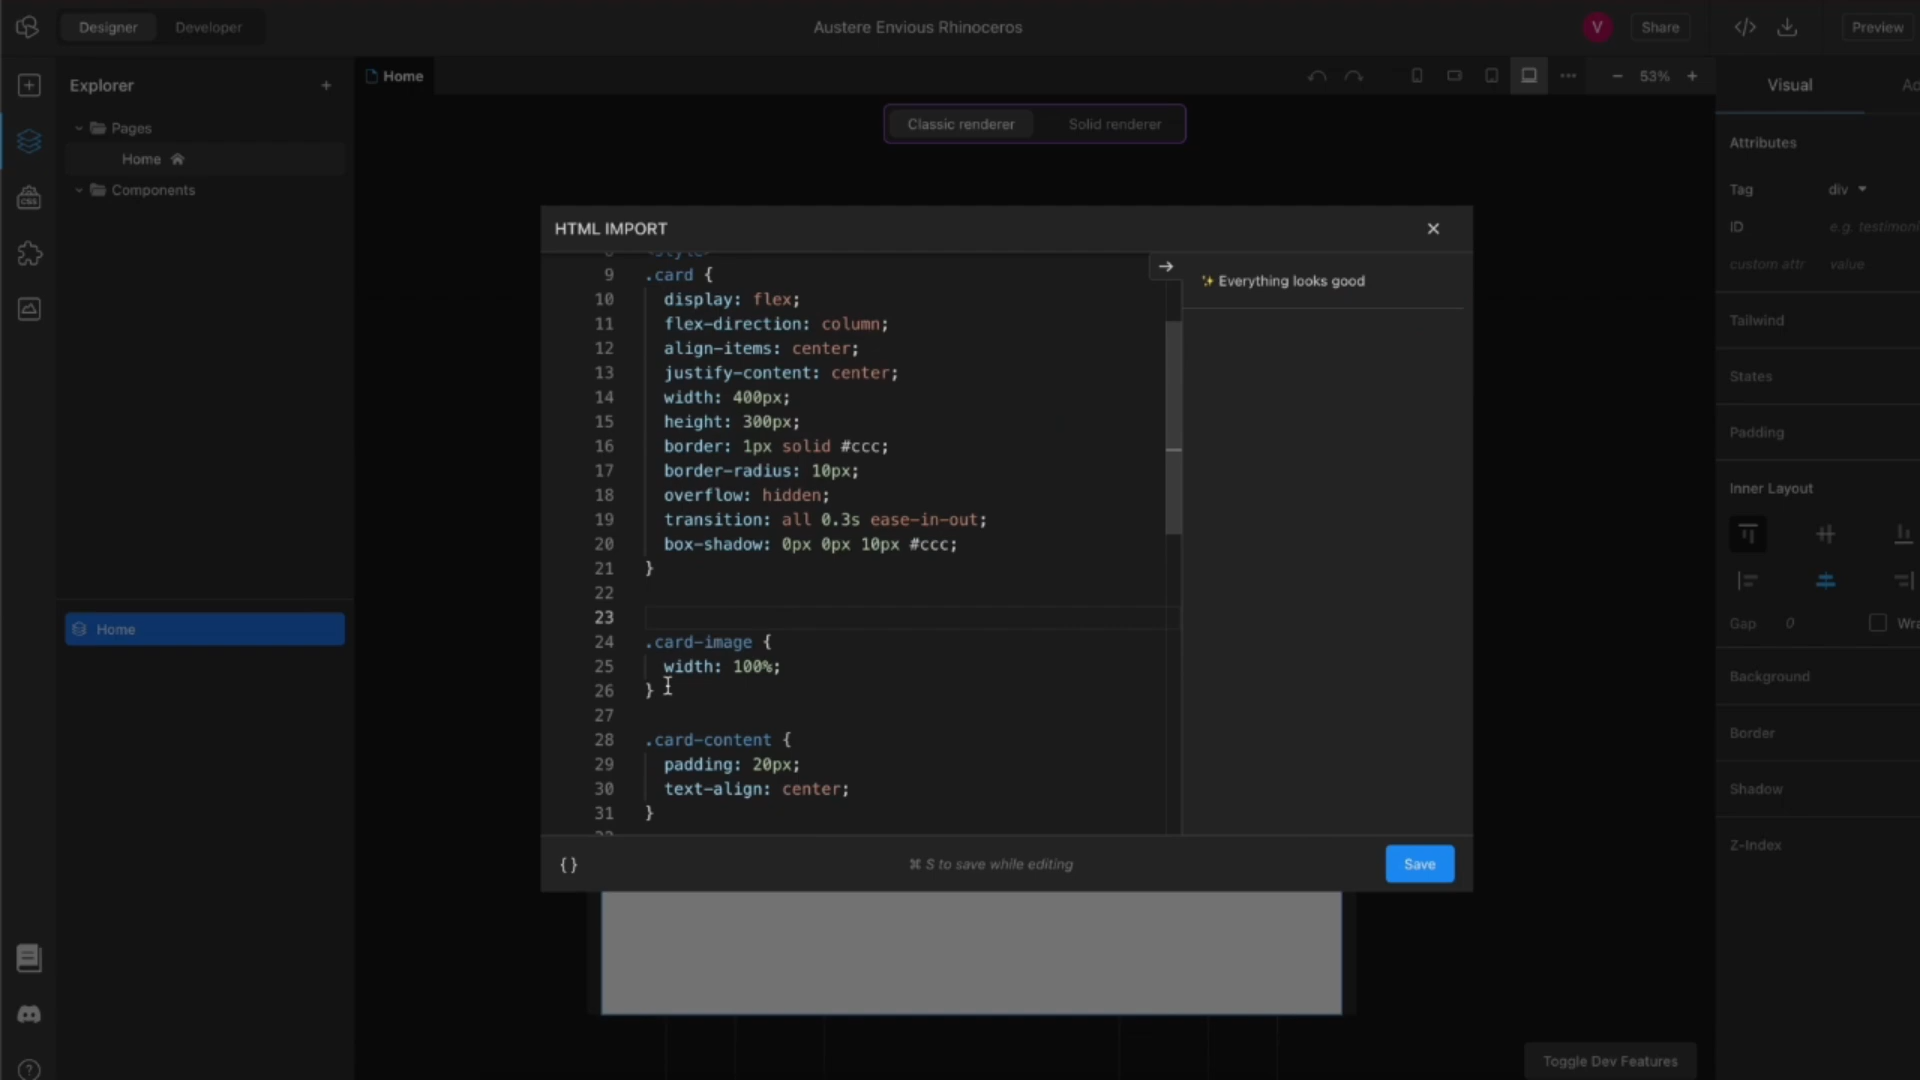 Designer
Developer
Austere Envious Rhinoceros
V
Share
Preview
Explorer
Home
53%
Visual
Pages
Classic renderer
Solid renderer
Attributes
Home
Tag
div
Components
ID
custom attr
value
HTML IMPORT
9 .card {
✨ Everything looks good
10 display: flex;
11 flex-direction: column;
12 align-items: center;
13 justify-content: center;
14 width: 400px;
15 height: 300px;
16 border: 1px solid #ccc;
17 border-radius: 10px;
18 overflow: hidden;
19 transition: all 0.3s ease-in-out;
20 box-shadow: 0px 0px 10px #ccc;
21 }
22
23
24 .card-image {
25 width: 100%;
26 }
27
28 .card-content {
29 padding: 20px;
30 text-align: center;
31 }
Tailwind
States
Padding
Inner Layout
Gap
0
Home
Background
Border
Shadow
Z-Index
CSS
{}
⌘ S to save while editing
Save
Toggle Dev Features